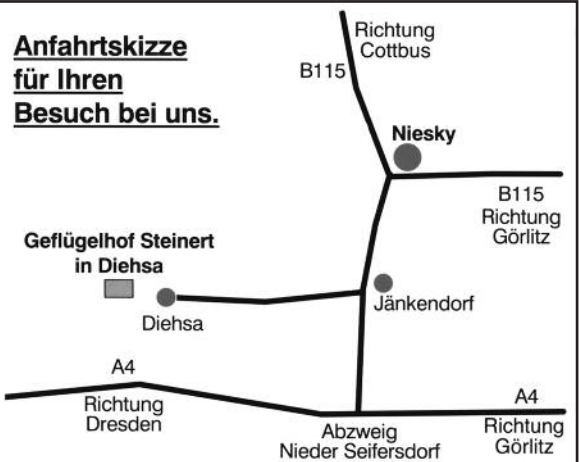 Anfahrtskizze
für Ihren
Besuch bei uns.
Richtung
Cottbus
B115
Niesky
B115
Richtung
Görlitz
Geflügelhof Steinert
in Diehsa
Diehsa
Jänkendorf
A4
Richtung
Dresden
Abzweig
Nieder Seifersdorf
A4
Richtung
Görlitz